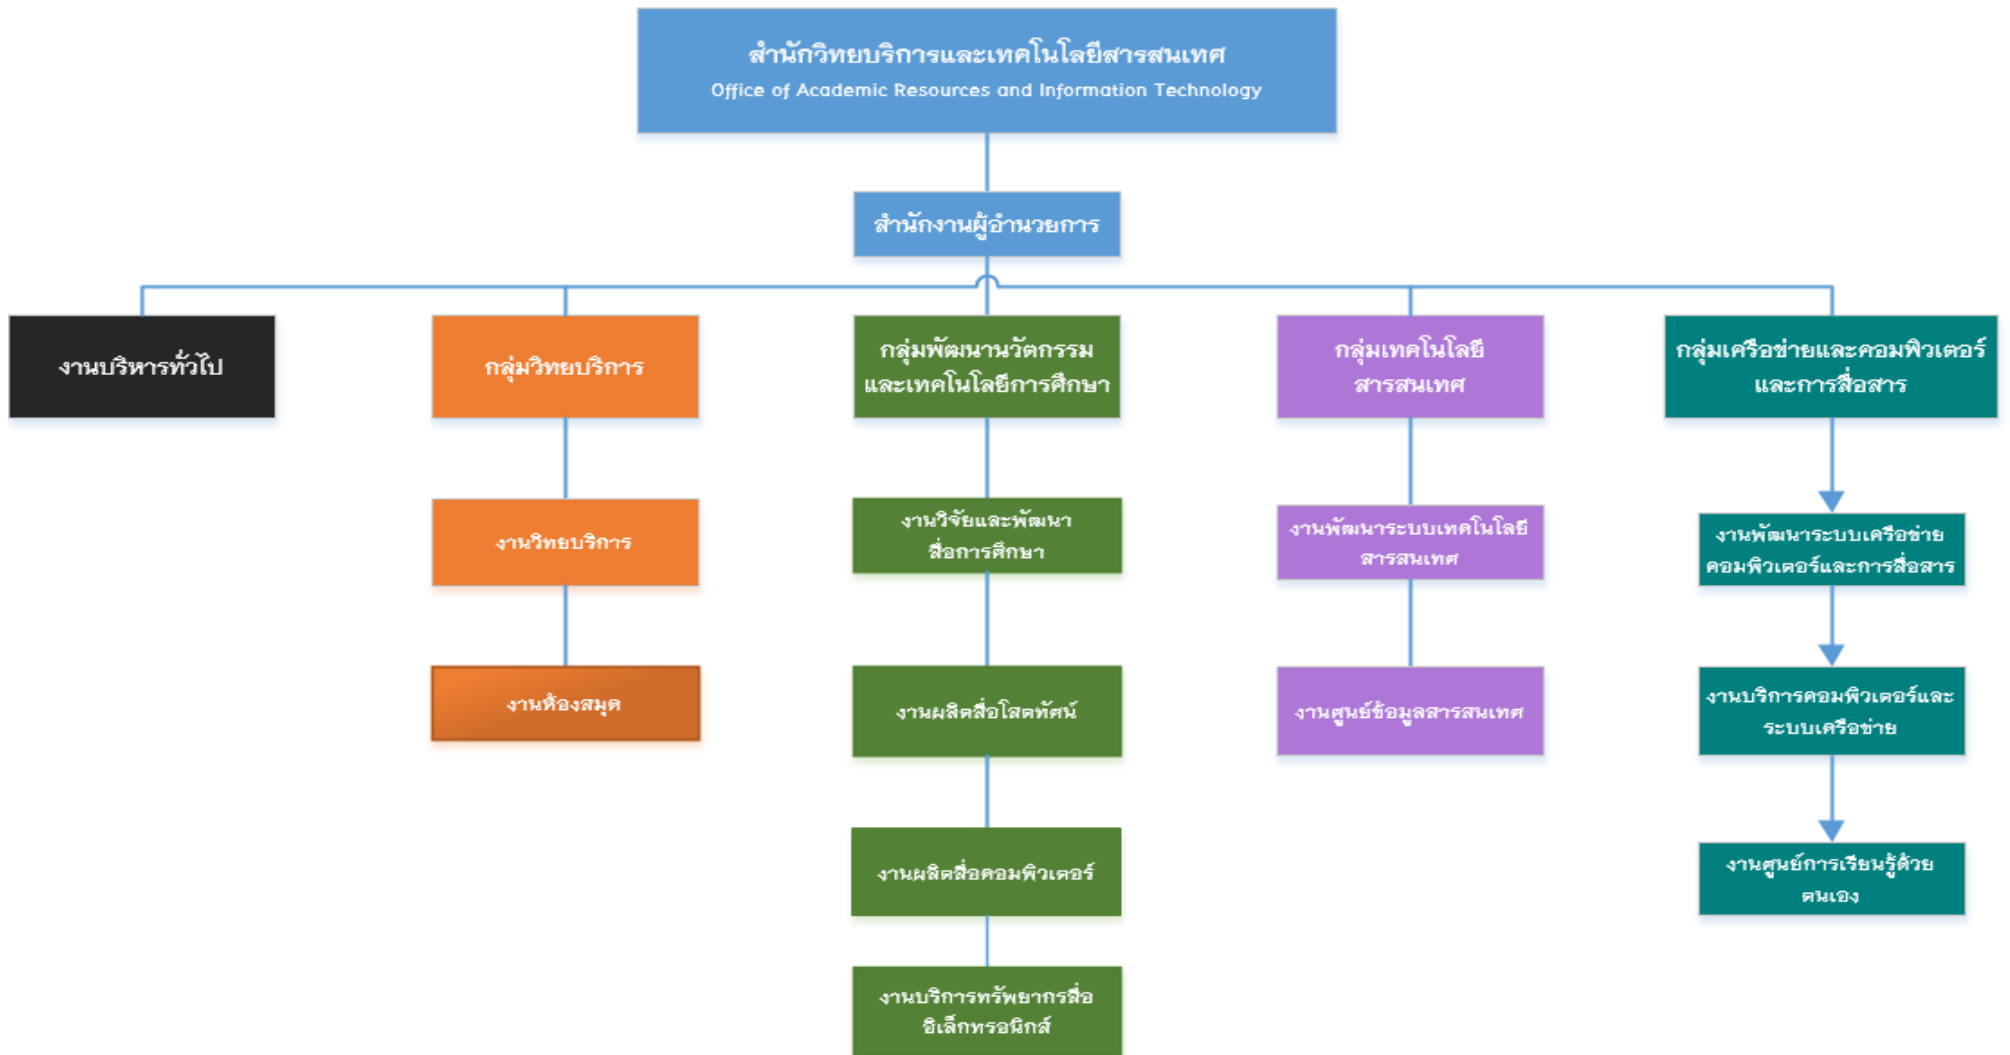 สำนักวิทยบริการและเทคโนโลยีสารสนเทศ
Office of Academic Resources and Information Technology
สำนักงานผู้อำนวยการ
งานบริหารทั่วไป
กลุ่มวิทยบริการ
กลุ่มพัฒนานวัตกรรม
และเทคโนโลยีการศึกษา
กลุ่มเทคโนโลยี
สารสนเทศ
กลุ่มเครือข่ายและคอมพิวเตอร์
และการสื่อสาร
งานวิทยบริการ
งานวิจัยและพัฒนา
สื่อการศึกษา
งานพัฒนาระบบเทคโนโลยี
สารสนเทศ
งานพัฒนาระบบเครือข่าย
คอมพิวเตอร์และการสื่อสาร
งานห้องสมุด
งานผลิตสื่อโสตทัศน์
งานศูนย์ข้อมูลสารสนเทศ
งานบริการคอมพิวเตอร์และ
ระบบเครือข่าย
งานผลิตสื่อคอมพิวเตอร์
งานศูนย์การเรียนรู้ด้วย
ตนเอง
งานบริการทรัพยากรสื่อ
อิเล็กทรอนิกส์